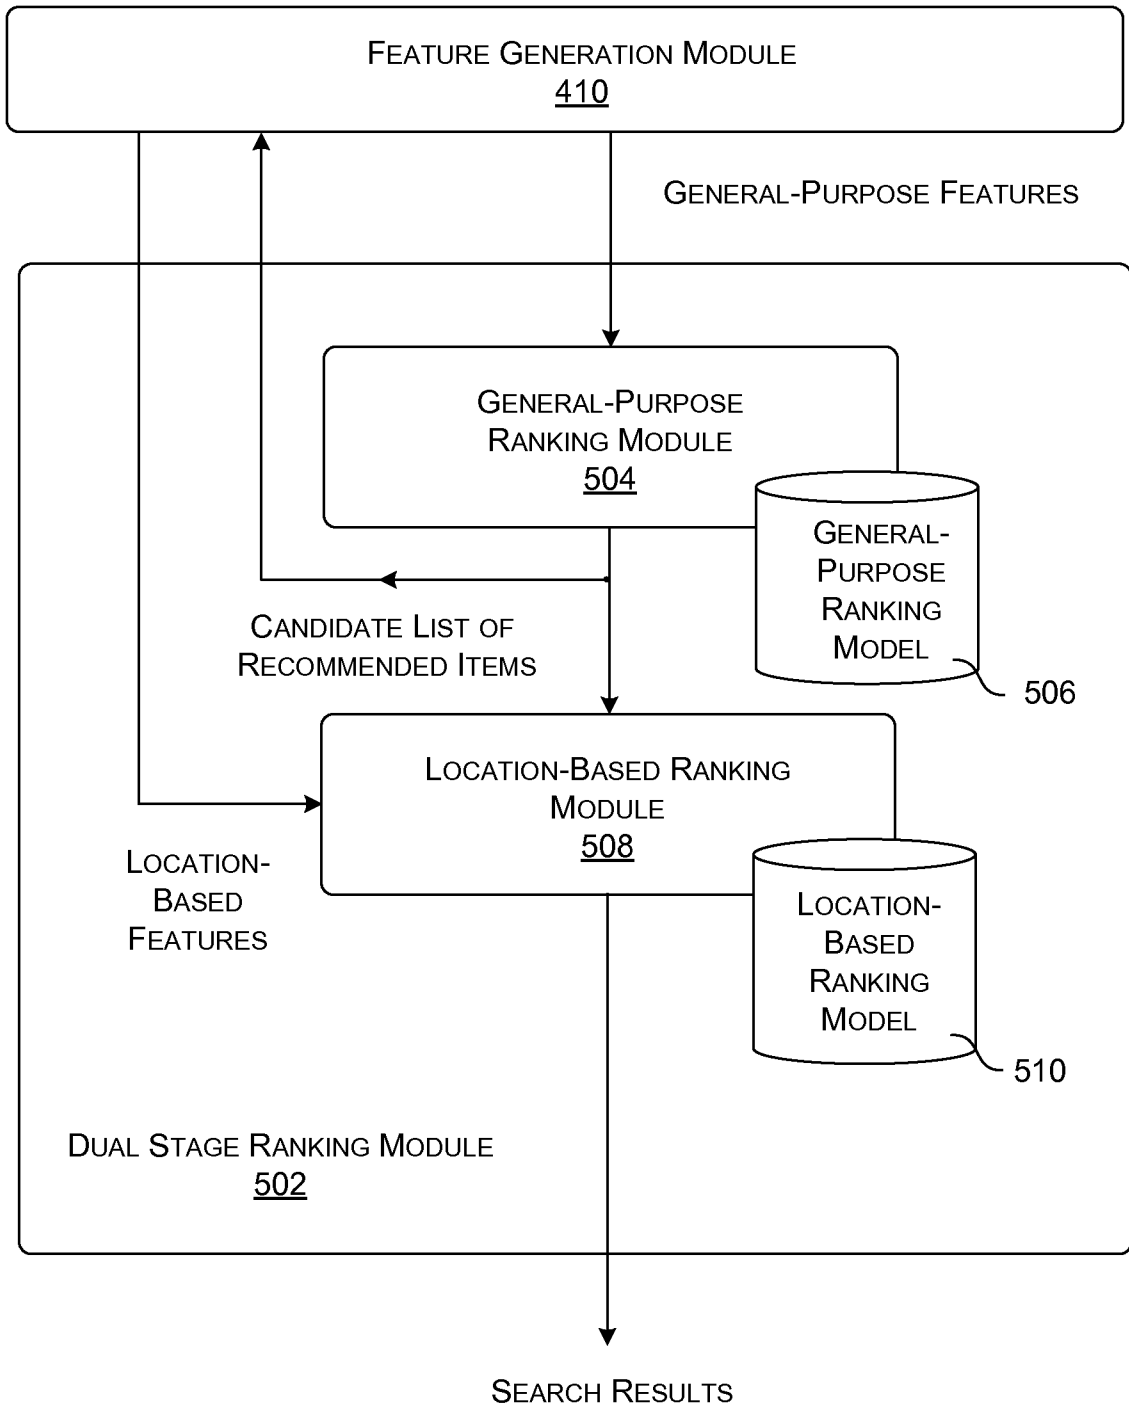 FEATURE GENERATION MODULE
410
GENERAL-PURPOSE FEATURES
GENERAL-PURPOSE
RANKING MODULE
504
GENERAL-
PURPOSE
RANKING
MODEL
506
CANDIDATE LIST OF
RECOMMENDED ITEMS
LOCATION-BASED RANKING
MODULE
508
LOCATION-
BASED
FEATURES
LOCATION-
BASED
RANKING
MODEL
510
DUAL STAGE RANKING MODULE
502
SEARCH RESULTS